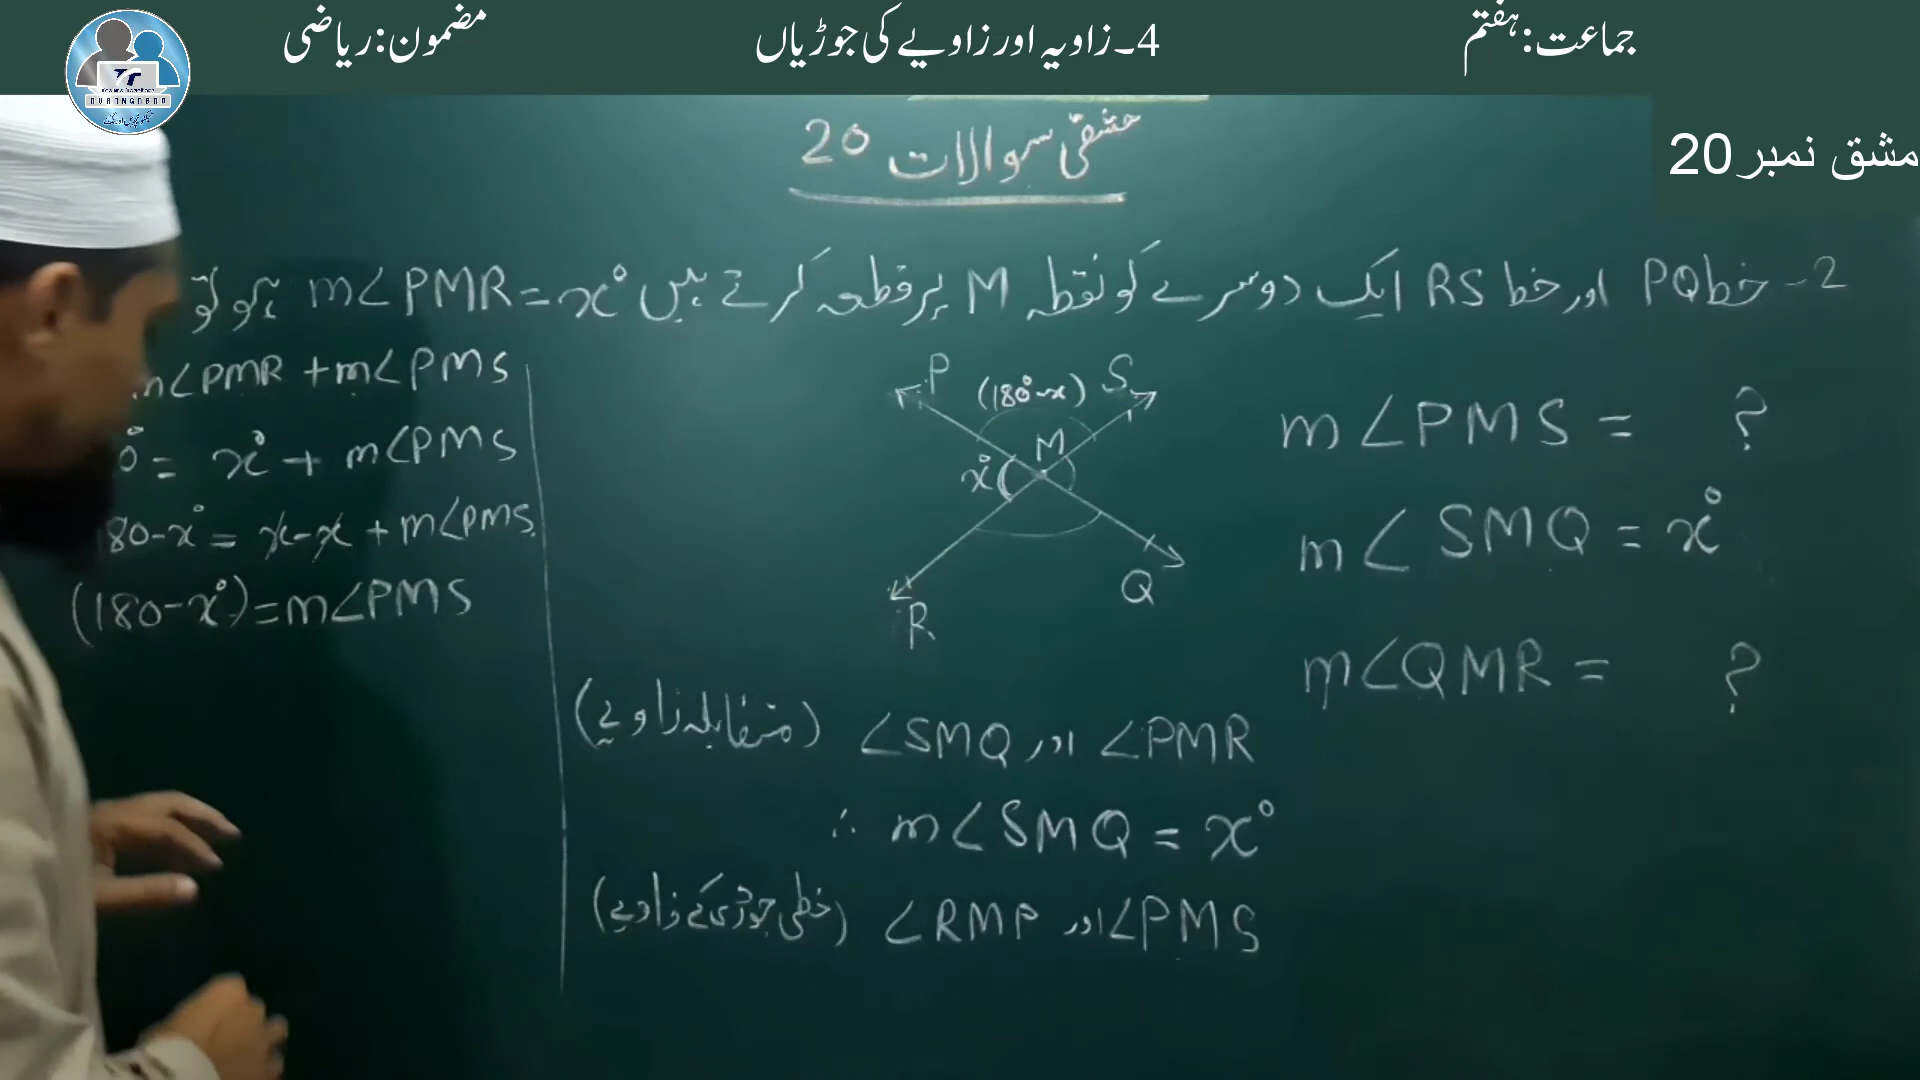 جماعت: ہفتم
4۔زاویہ اور زاویے کی جوڑیاں
مضمون: ریاضی
مشق نمبر 20
مشقی سوالات 20
2- خط PQ اور خط RS ایک دوسرے کو نقطہ M پر قطعہ کرتے ہیں m∠PMR = x° ہو تو
m∠PMR + m∠PMS
= x° + m∠PMS
80-x° = x-x + m∠PMS
(180-x°) = m∠PMS
P
(180°-x)
S
M
x°
R
Q
m∠PMS = ?
m∠SMQ = x°
m∠QMR = ?
∠PMR اور ∠SMQ (متقابلہ زاویے)
∴ m∠SMQ = x°
∠PMS اور ∠RMP (خطی جوڑی کے زاویے)